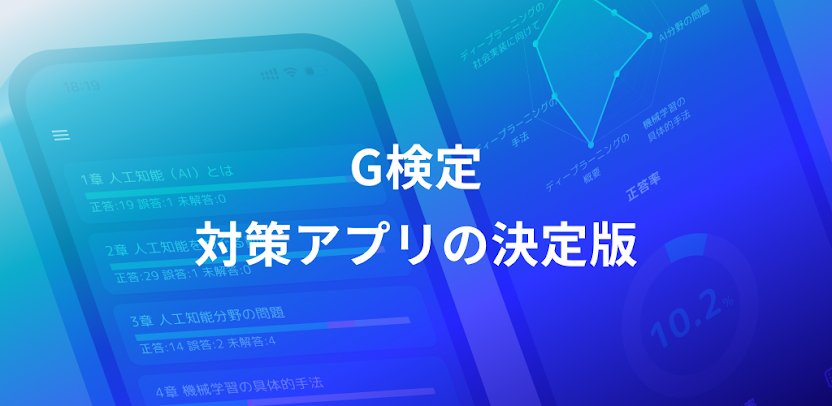 G検定
対策アプリの決定版
18:19
1章 人工知能（AI）とは
正答:19 誤答:1 未解答:0
2章 人工知能を
正答:29 誤答:1 未解答:0
3章 人工知能分野の問題
正答:14 誤答:2 未解答:4
4章 機械学習の具体的手法
ディープラーニングの
社会実装に向けて
AI分野の問題
ディープラーニングの
手法
機械学習の
具体的手法
ディープラーニングの
概要
正答率
10.2%